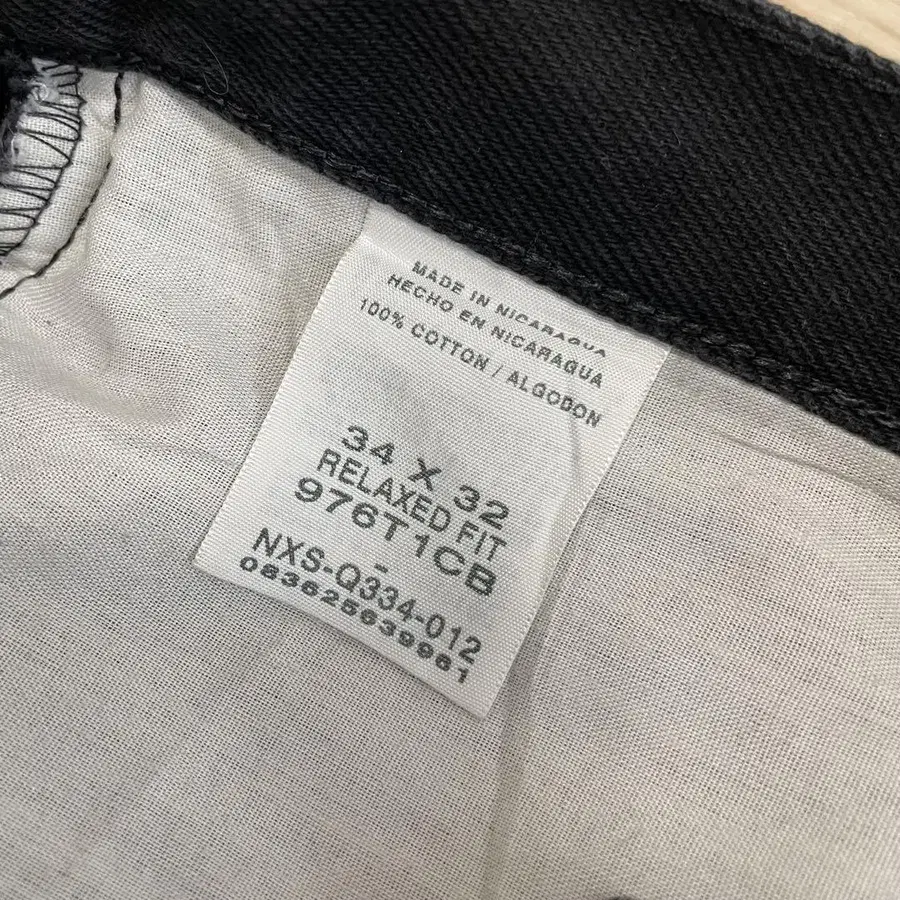 MADE IN NICARAGUA
HECHO EN NICARAGUA
100% COTTON / ALGODON
34 X 32
RELAXED FIT
976T1CB
-
NXS-Q334-012
083625639961